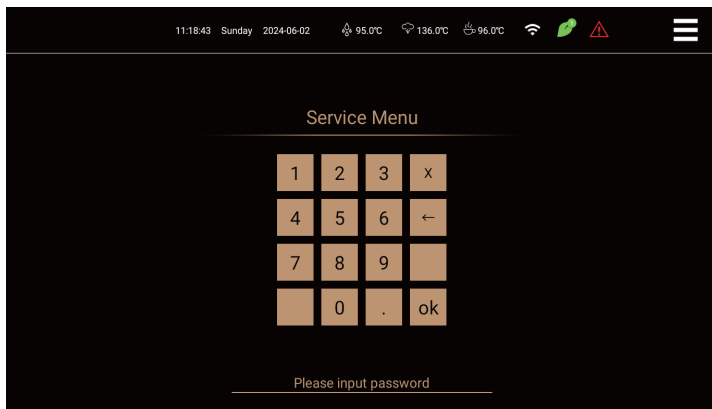 11:18:43 Sunday 2024-06-02 95.0℃ 136.0℃ 96.0℃ 1
Service Menu
1 2 3 X
4 5 6 ←
7 8 9
0 . ok
Please input password